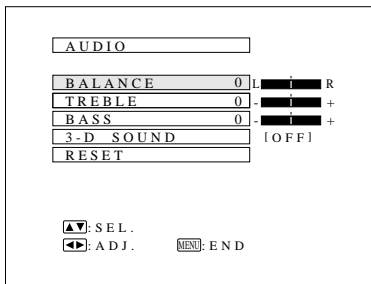 AUDIO
BALANCE 0 L R
TREBLE 0 - +
BASS 0 - +
3-D SOUND [OFF]
RESET
▲▼:SEL.
◀▶:ADJ. MENU:END